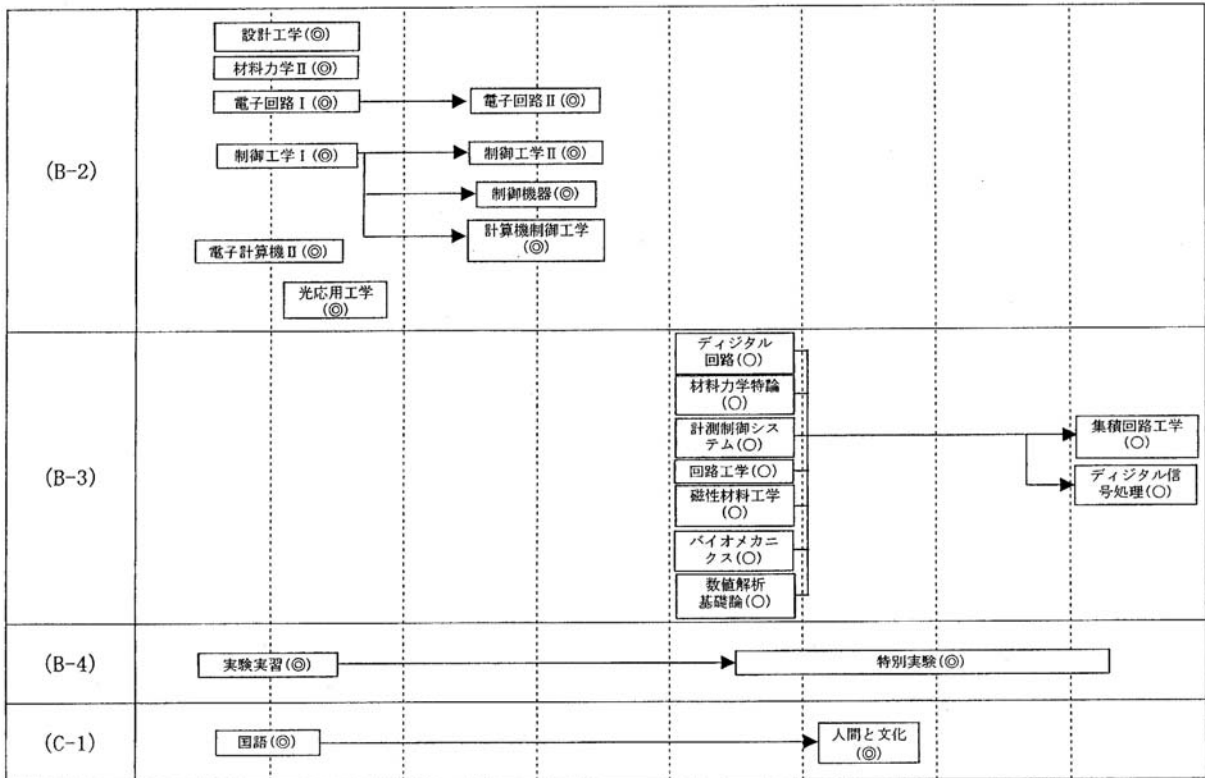 (B-2)
設計工学(◎)
材料力学Ⅱ(◎)
電子回路Ⅰ(◎)
電子回路Ⅱ(◎)
制御工学Ⅰ(◎)
制御工学Ⅱ(◎)
制御機器(◎)
計算機制御工学
(◎)
電子計算機Ⅱ(◎)
光応用工学
(◎)
(B-3)
ディジタル
回路(○)
材料力学特論
(○)
計測制御シス
テム(○)
回路工学(○)
磁性材料工学
(○)
バイオメカニ
クス(○)
数値解析
基礎論(○)
集積回路工学
(○)
ディジタル信
号処理(○)
(B-4)
実験実習(◎)
特別実験(◎)
(C-1)
国語(◎)
人間と文化
(◎)